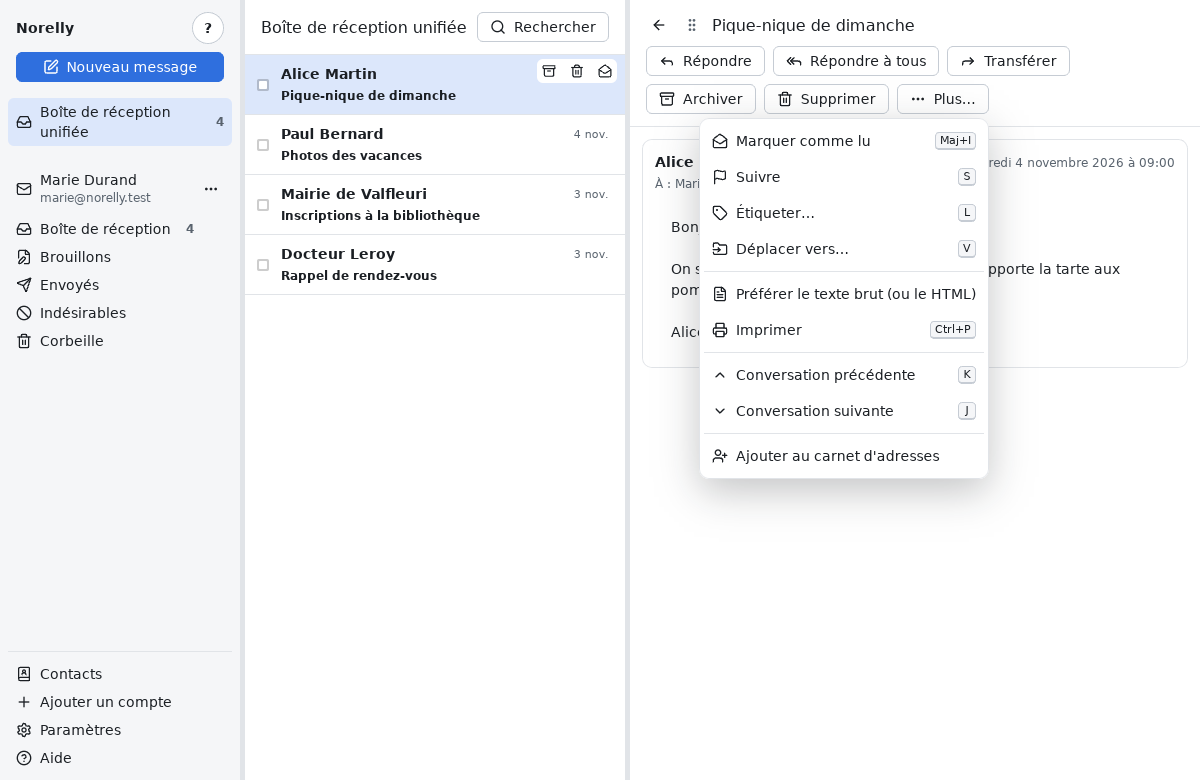 Norelly
?
Nouveau message
Boîte de réception
unifiée
4
Marie Durand
marie@norelly.test
Boîte de réception 4
Brouillons
Envoyés
Indésirables
Corbeille
Contacts
Ajouter un compte
Paramètres
Aide
Boîte de réception unifiée
Rechercher
Alice Martin
Pique-nique de dimanche
Paul Bernard 4 nov.
Photos des vacances
Mairie de Valfleuri 3 nov.
Inscriptions à la bibliothèque
Docteur Leroy 3 nov.
Rappel de rendez-vous
Pique-nique de dimanche
Répondre Répondre à tous Transférer
Archiver Supprimer Plus...
Alice redi 4 novembre 2026 à 09:00
À : Mari
Bon
On s pporte la tarte aux
pom
Alic
Marquer comme lu Maj+I
Suivre S
Étiqueter... L
Déplacer vers... V
Préférer le texte brut (ou le HTML)
Imprimer Ctrl+P
Conversation précédente K
Conversation suivante J
Ajouter au carnet d'adresses